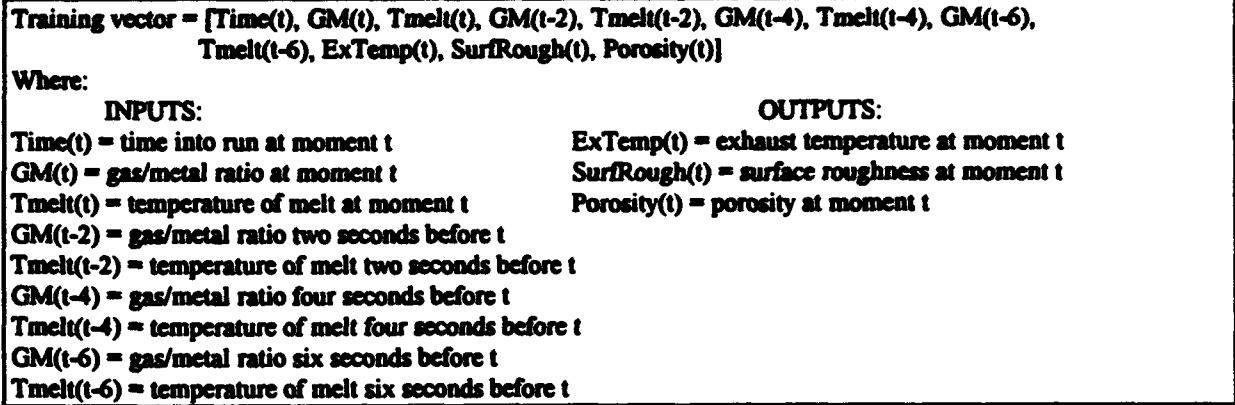 Training vector = [Time(t), GM(t), Tmelt(t), GM(t-2), Tmelt(t-2), GM(t-4), Tmelt(t-4), GM(t-6),
Tmelt(t-6), ExTemp(t), SurfRough(t), Porosity(t)]
Where:
INPUTS: OUTPUTS:
Time(t) = time into run at moment t ExTemp(t) = exhaust temperature at moment t
GM(t) = gas/metal ratio at moment t SurfRough(t) = surface roughness at moment t
Tmelt(t) = temperature of melt at moment t Porosity(t) = porosity at moment t
GM(t-2) = gas/metal ratio two seconds before t
Tmelt(t-2) = temperature of melt two seconds before t
GM(t-4) = gas/metal ratio four seconds before t
Tmelt(t-4) = temperature of melt four seconds before t
GM(t-6) = gas/metal ratio six seconds before t
Tmelt(t-6) = temperature of melt six seconds before t